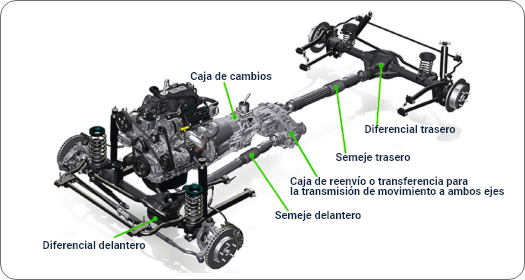 Caja de cambios
Diferencial trasero
Semeje trasero
Caja de reenvío o transferencia para
la transmisión de movimiento a ambos ejes
Semeje delantero
Diferencial delantero